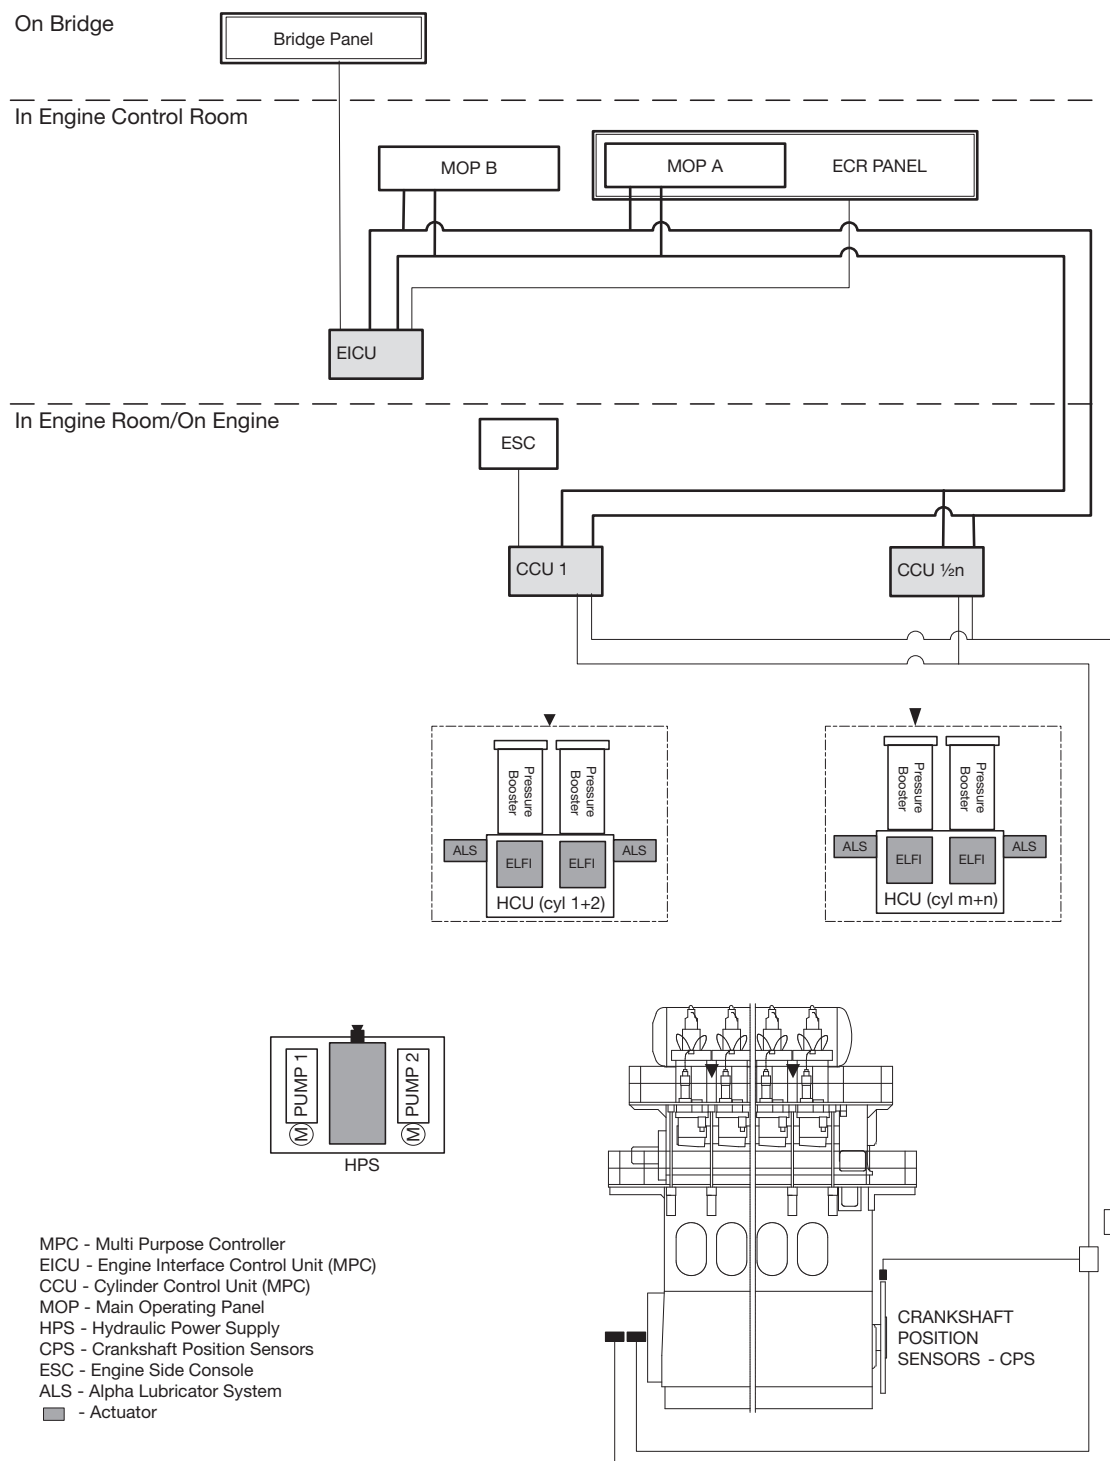 On Bridge
Bridge Panel
In Engine Control Room
MOP B
MOP A
ECR PANEL
EICU
In Engine Room/On Engine
ESC
CCU 1
CCU ½n
Pressure
Booster
Pressure
Booster
Pressure
Booster
Pressure
Booster
ALS
ELFI
ELFI
ALS
HCU (cyl 1+2)
ALS
ELFI
ELFI
ALS
HCU (cyl m+n)
M PUMP 1
M PUMP 2
HPS
MPC - Multi Purpose Controller
EICU - Engine Interface Control Unit (MPC)
CCU - Cylinder Control Unit (MPC)
MOP - Main Operating Panel
HPS - Hydraulic Power Supply
CPS - Crankshaft Position Sensors
ESC - Engine Side Console
ALS - Alpha Lubricator System
- Actuator
CRANKSHAFT
POSITION
SENSORS - CPS